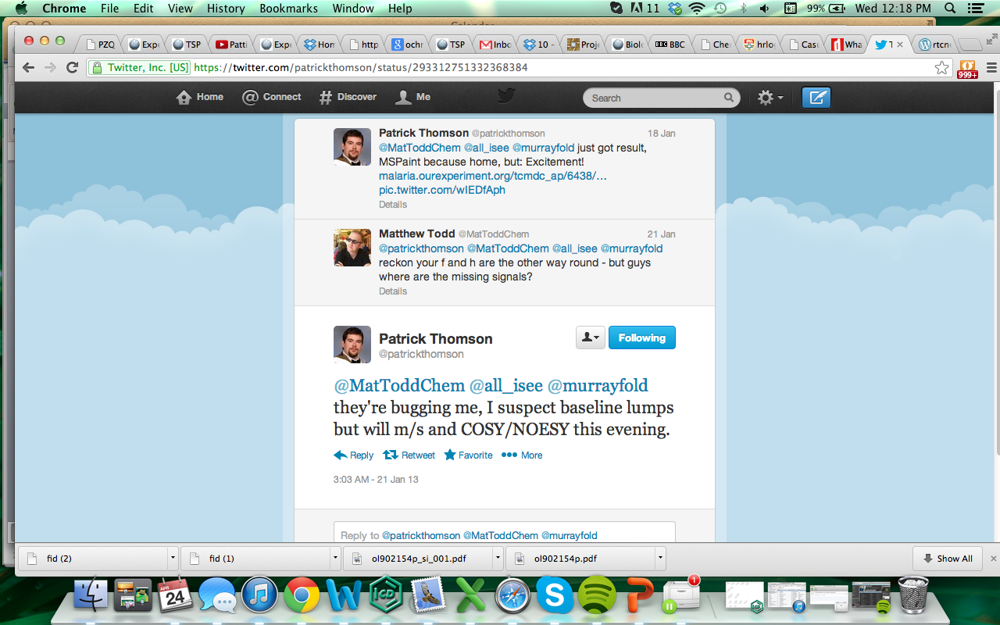 Chrome File Edit View History Bookmarks Window Help 11 99% Wed 12:18 PM
Calendar
PZQ Expe TSP Patti Expe Hom http ochr TSP Inbo 10 - Proje Biolo BBC Che hrlo Casu Wha T rtcn
Twitter, Inc. [US] https://twitter.com/patrickthomson/status/293312751332368384 999+
Home Connect Discover Me Search
Patrick Thomson @patrickthomson 18 Jan
@MatToddChem @all_isee @murrayfold just got result,
MSPaint because home, but: Excitement!
malaria.ourexperiment.org/tcmdc_ap/6438/…
pic.twitter.com/wIEDfAph
Details
Matthew Todd @MatToddChem 21 Jan
@patrickthomson @MatToddChem @all_isee @murrayfold
reckon your f and h are the other way round - but guys
where are the missing signals?
Details
Patrick Thomson
@patrickthomson
Following
@MatToddChem @all_isee @murrayfold
they're bugging me, I suspect baseline lumps
but will m/s and COSY/NOESY this evening.
Reply Retweet Favorite More
3:03 AM - 21 Jan 13
Reply to @patrickthomson @MatToddChem @murrayfold
fid (2) fid (1) ol902154p_si_001.pdf ol902154p.pdf Show All
APR
24
ICD
1